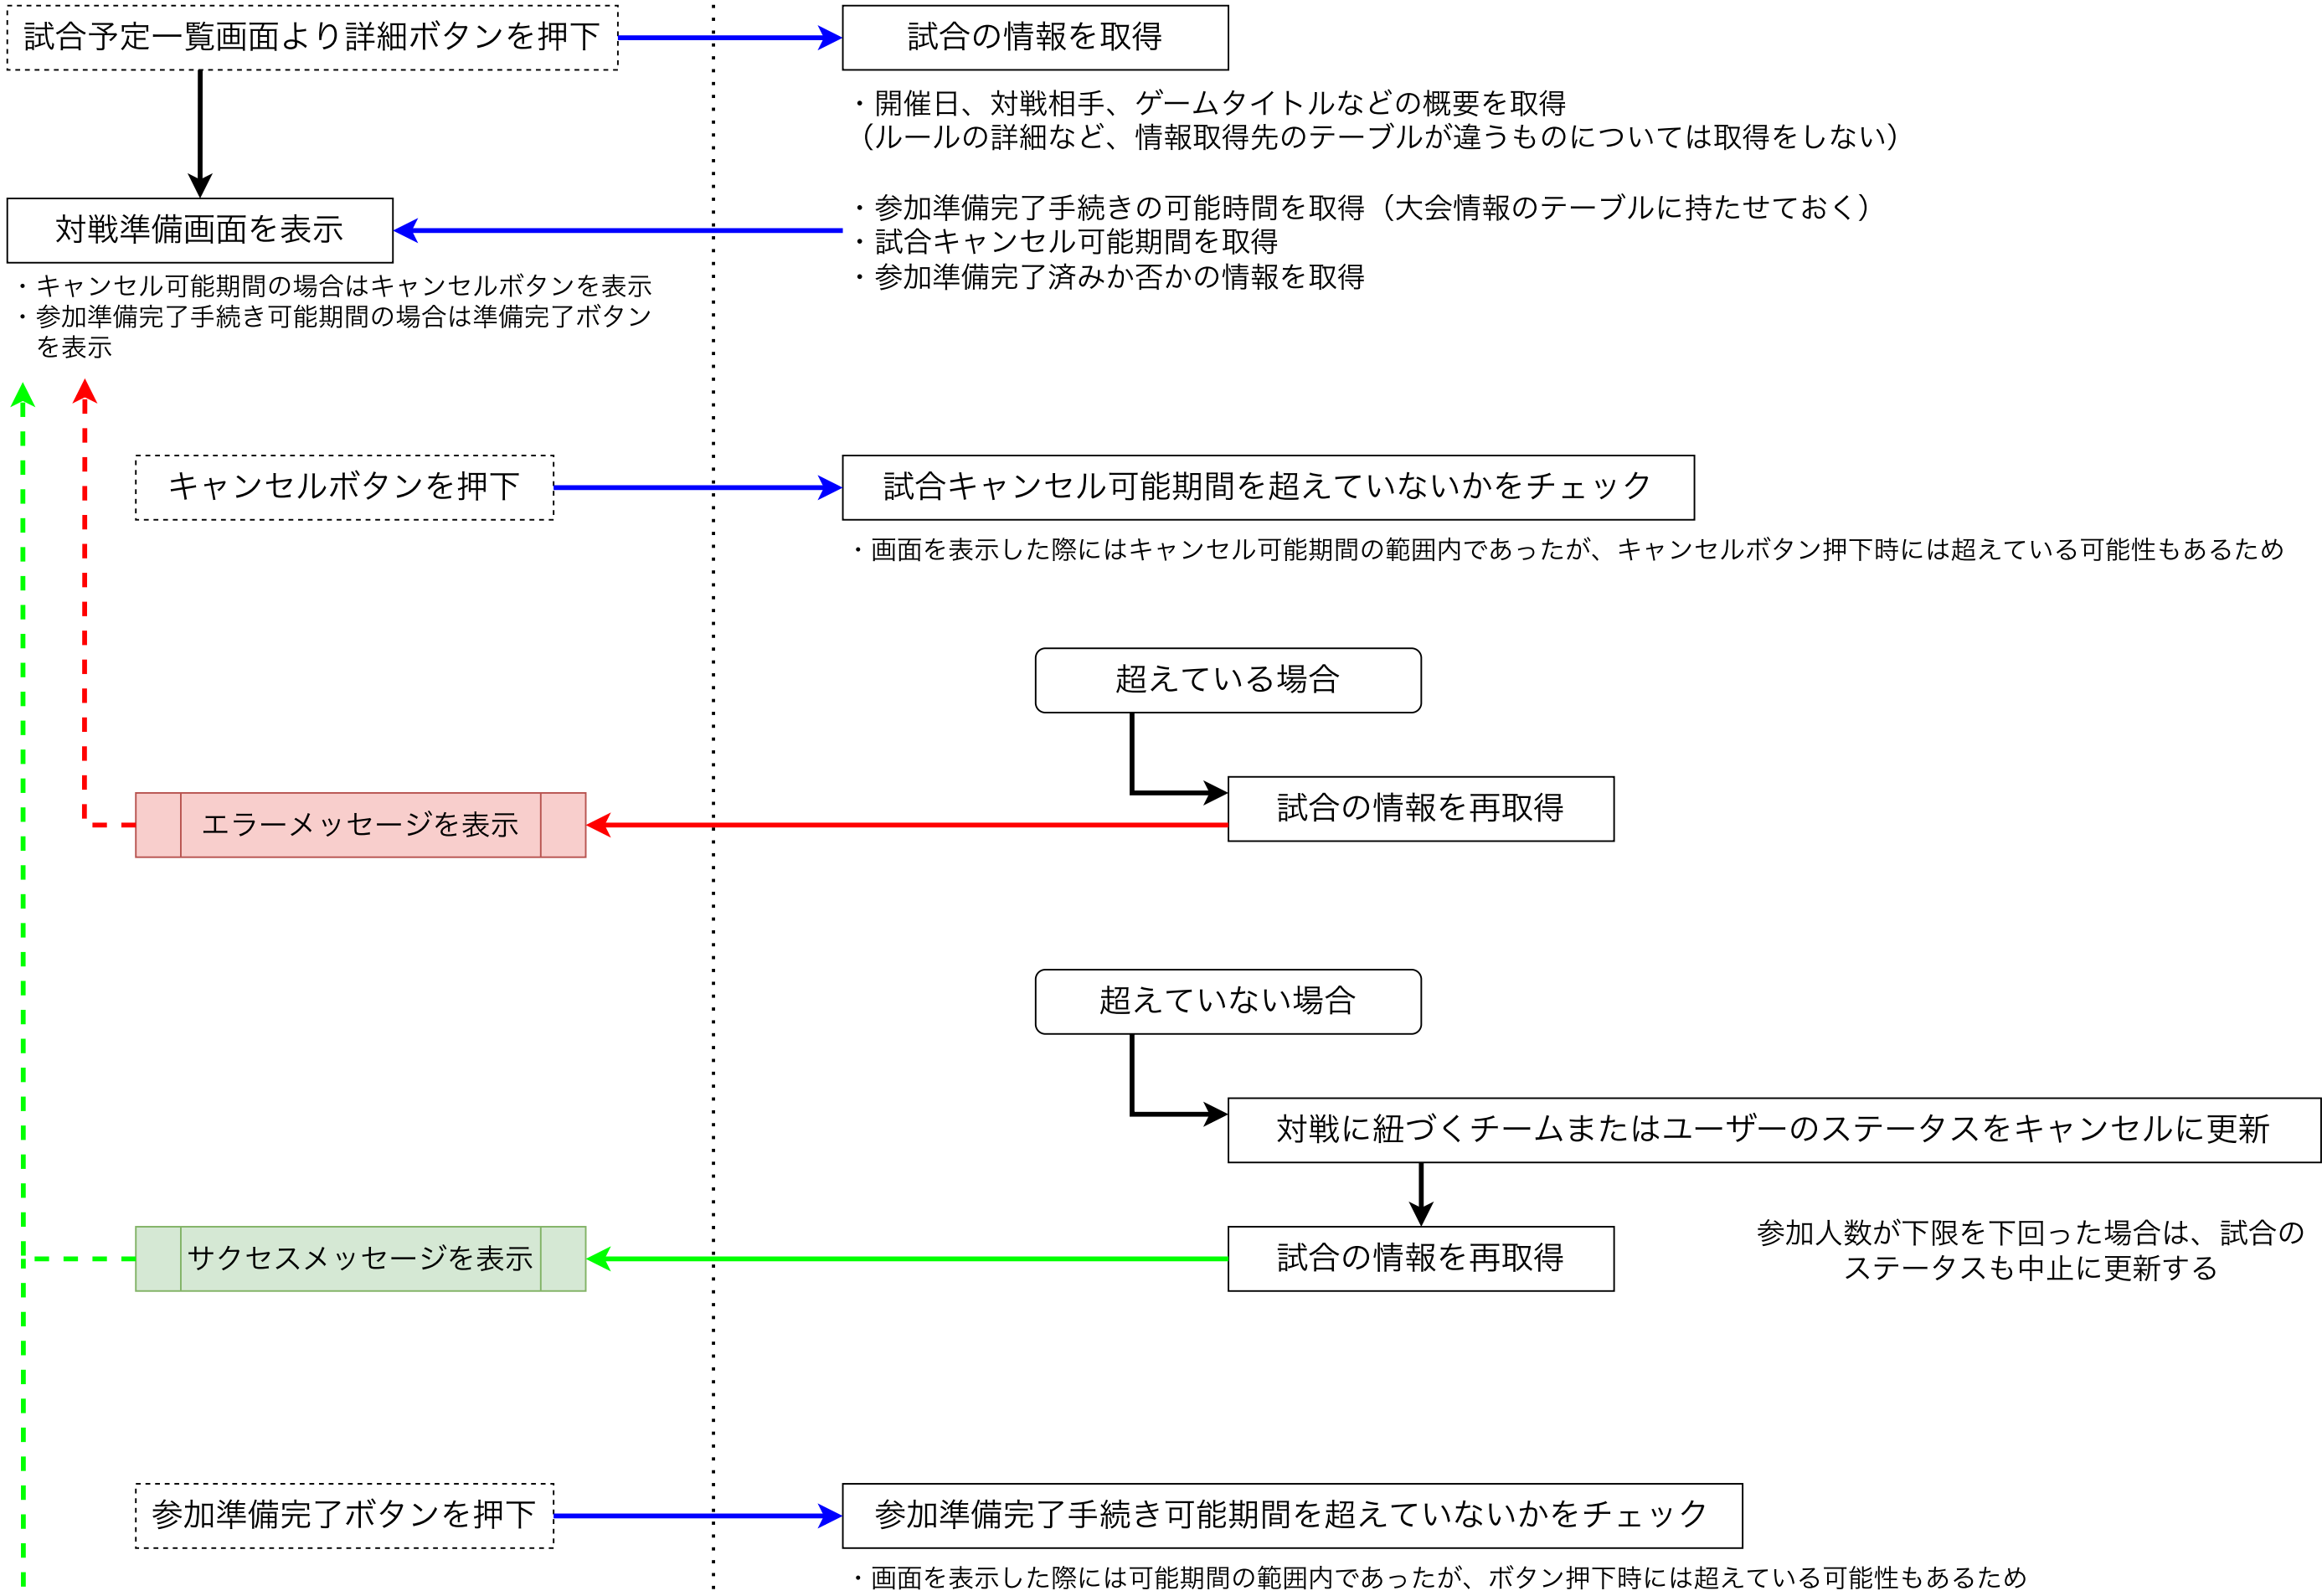 試合予定一覧画面より詳細ボタンを押下
試合の情報を取得
・開催日、対戦相手、ゲームタイトルなどの概要を取得
（ルールの詳細など、情報取得先のテーブルが違うものについては取得をしない）
対戦準備画面を表示
・参加準備完了手続きの可能時間を取得（大会情報のテーブルに持たせておく）
・試合キャンセル可能期間を取得
・参加準備完了済みか否かの情報を取得
・キャンセル可能期間の場合はキャンセルボタンを表示
・参加準備完了手続き可能期間の場合は準備完了ボタン
を表示
キャンセルボタンを押下
試合キャンセル可能期間を超えていないかをチェック
・画面を表示した際にはキャンセル可能期間の範囲内であったが、キャンセルボタン押下時には超えている可能性もあるため
超えている場合
試合の情報を再取得
エラーメッセージを表示
超えていない場合
対戦に紐づくチームまたはユーザーのステータスをキャンセルに更新
サクセスメッセージを表示
試合の情報を再取得
参加人数が下限を下回った場合は、試合の
ステータスも中止に更新する
参加準備完了ボタンを押下
参加準備完了手続き可能期間を超えていないかをチェック
・画面を表示した際には可能期間の範囲内であったが、ボタン押下時には超えている可能性もあるため